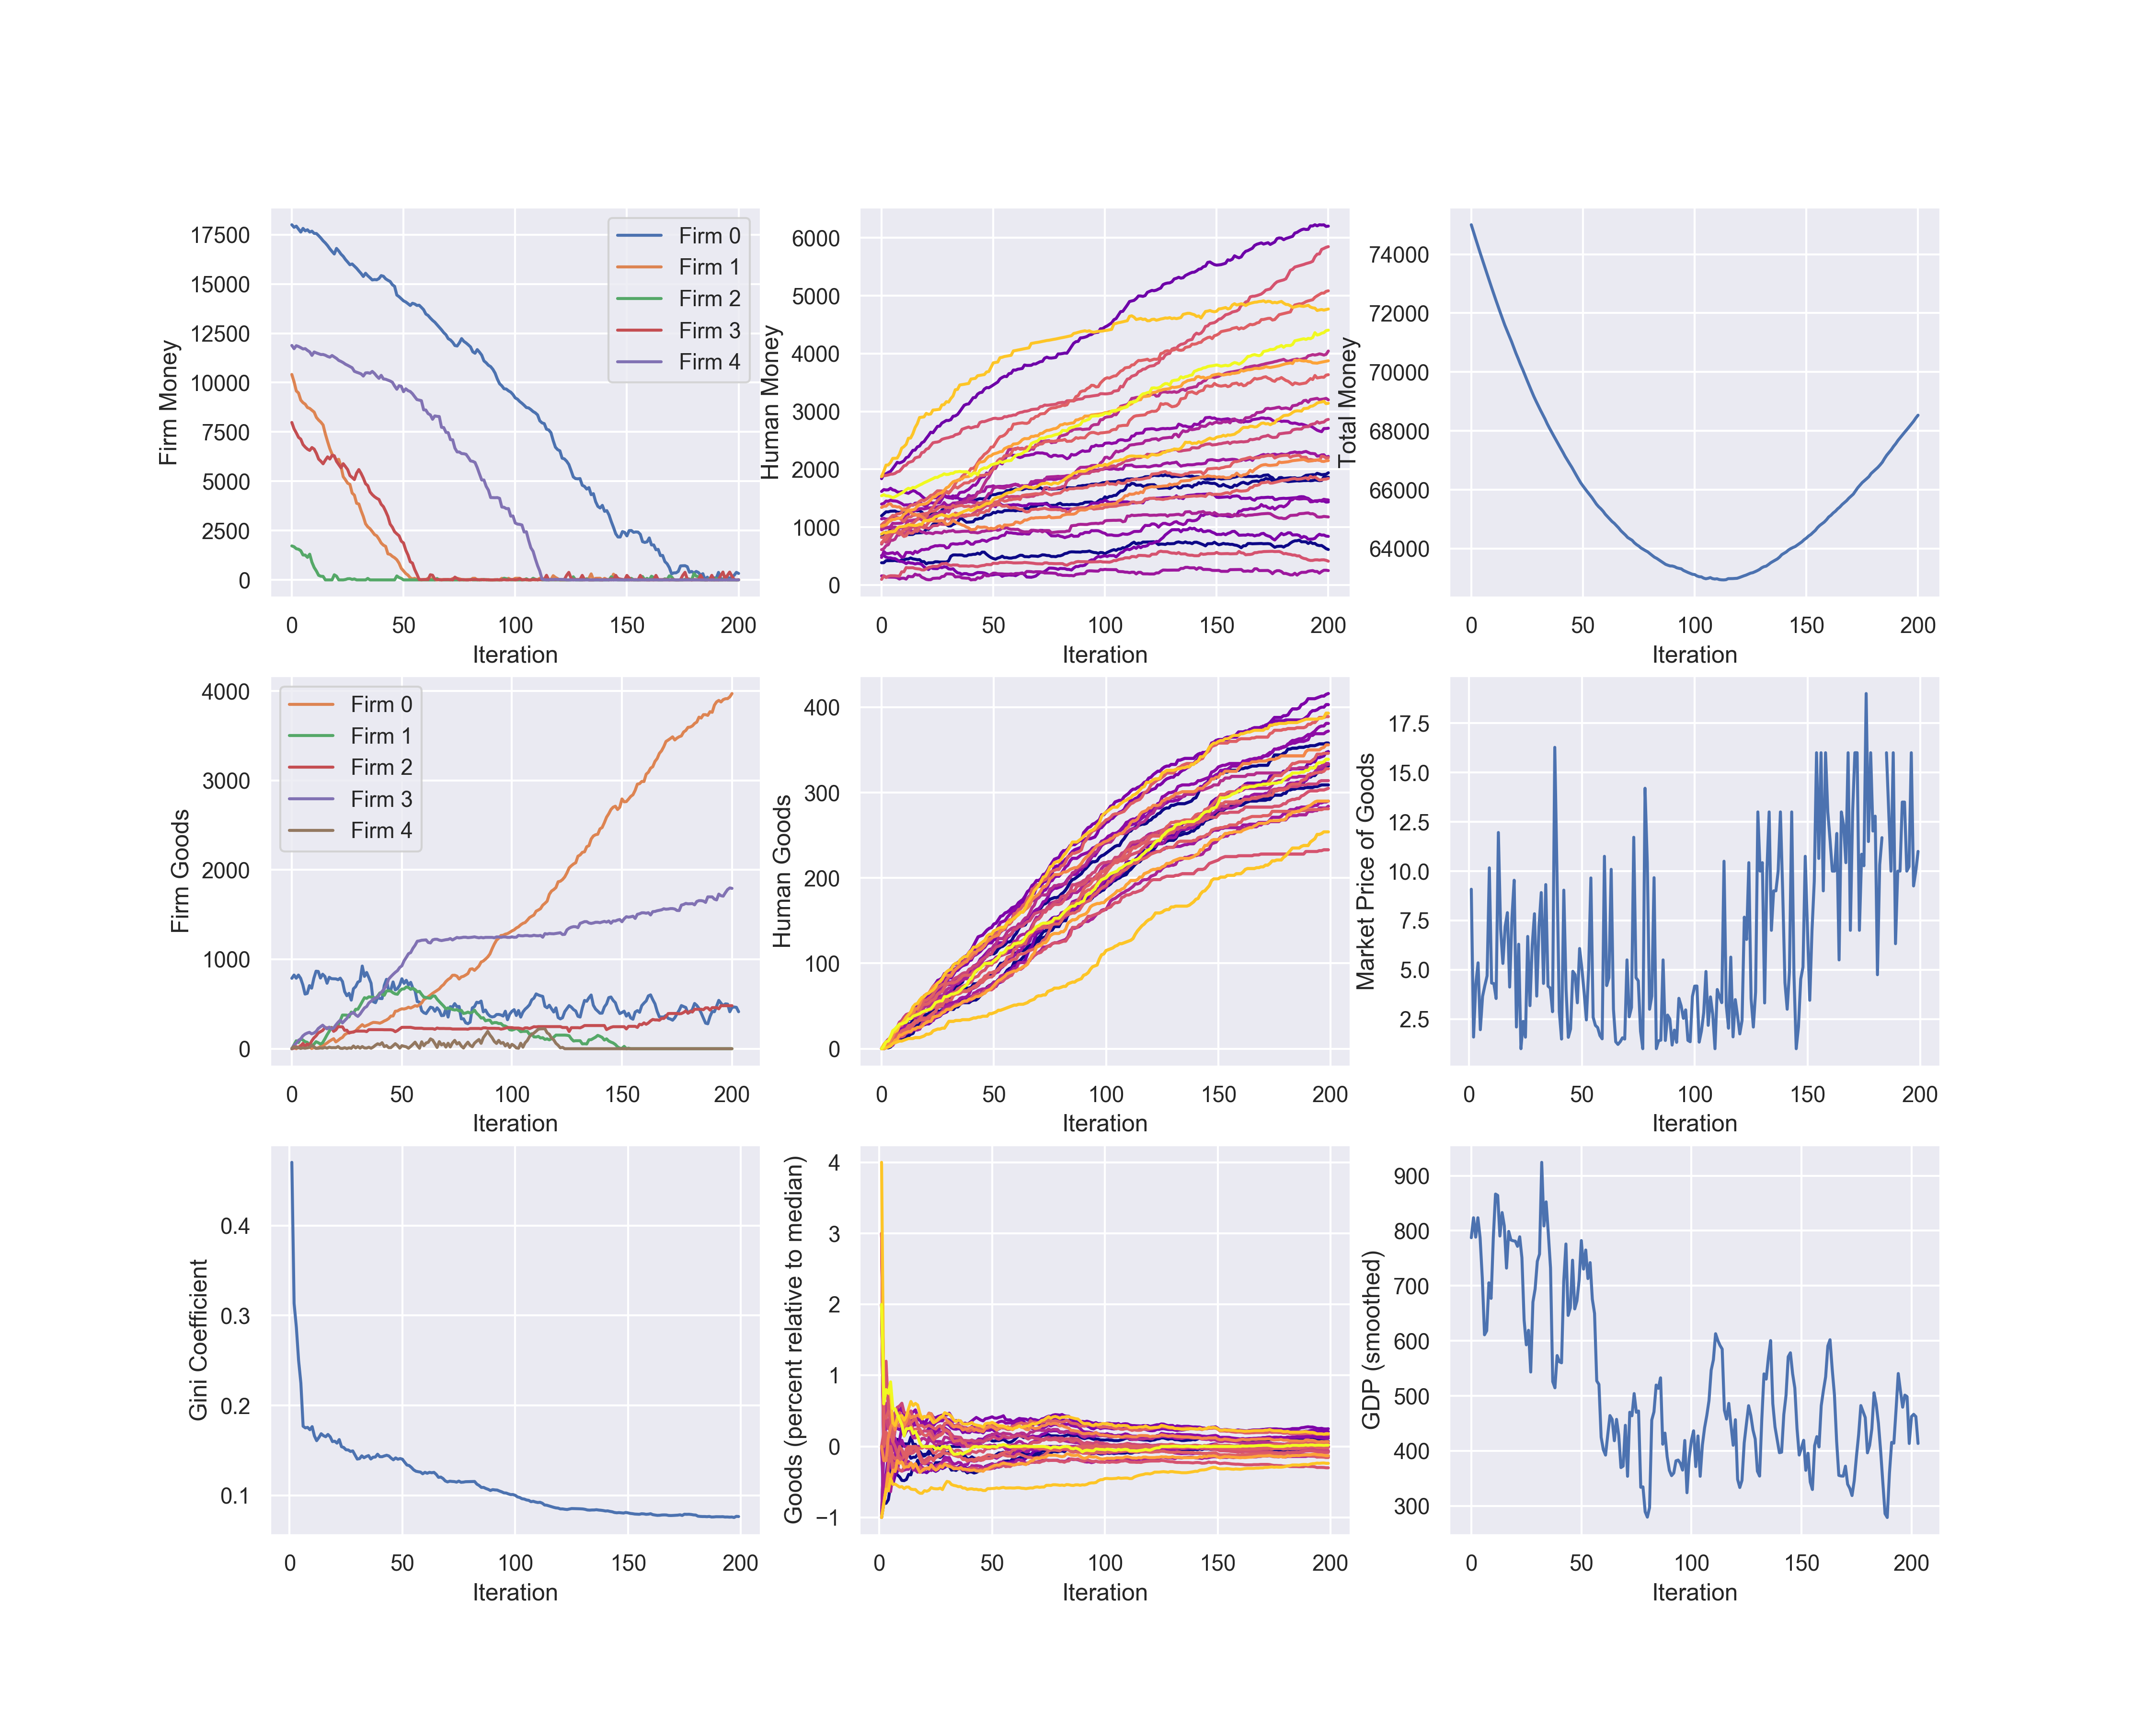 Firm Money
17500
15000
12500
10000
7500
5000
2500
0
Firm 0
Firm 1
Firm 2
Firm 3
Firm 4
0 50 100 150 200
Iteration
Human Money
6000
5000
4000
3000
2000
1000
0
0 50 100 150 200
Iteration
Total Money
74000
72000
70000
68000
66000
64000
0 50 100 150 200
Iteration
Firm Goods
4000
3000
2000
1000
0
Firm 0
Firm 1
Firm 2
Firm 3
Firm 4
0 50 100 150 200
Iteration
Human Goods
400
300
200
100
0
0 50 100 150 200
Iteration
Market Price of Goods
17.5
15.0
12.5
10.0
7.5
5.0
2.5
0 50 100 150 200
Iteration
Gini Coefficient
0.4
0.3
0.2
0.1
0 50 100 150 200
Iteration
Goods (percent relative to median)
4
3
2
1
0
−1
0 50 100 150 200
Iteration
GDP (smoothed)
900
800
700
600
500
400
300
0 50 100 150 200
Iteration